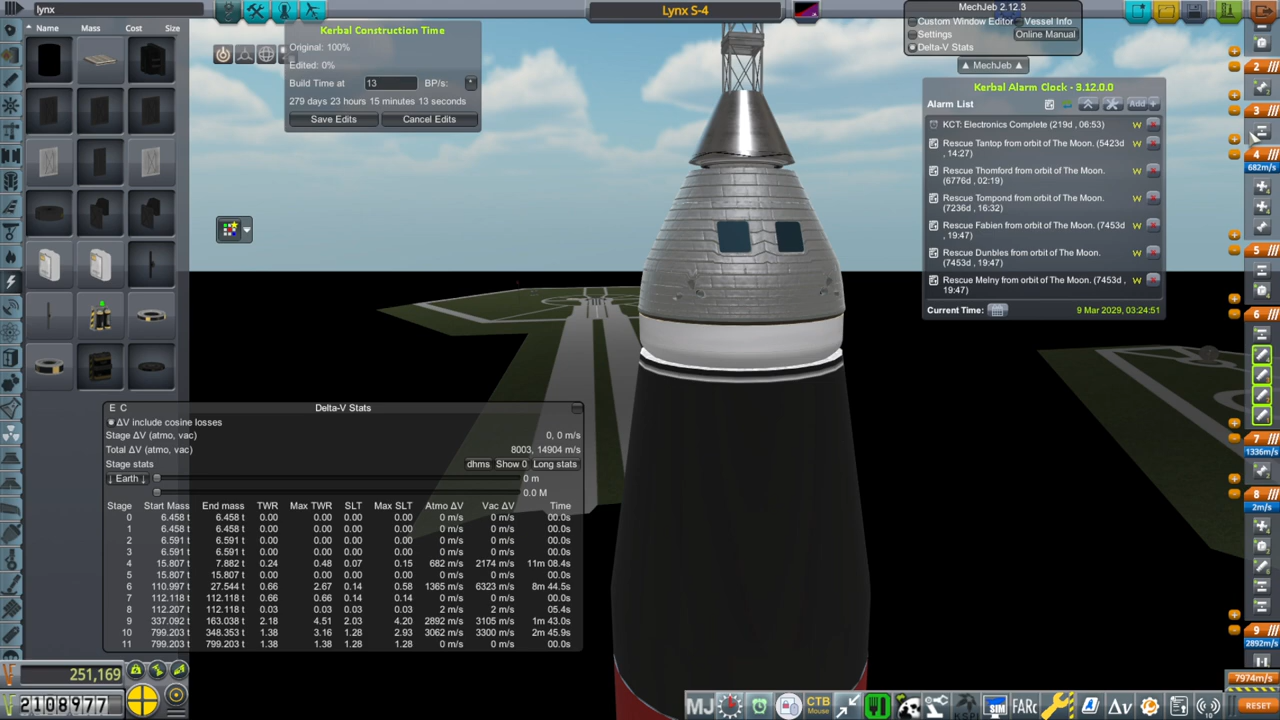 lynx
Lynx S-4
Name Mass Cost Size
Kerbal Construction Time
Original: 100%
Edited: 0%
Build Time at 13 BP/s:
279 days 23 hours 15 minutes 13 seconds
Save Edits Cancel Edits
MechJeb 2.12.3
Custom Window Editor Vessel Info
Settings Online Manual
Delta-V Stats
▲ MechJeb ▲
Kerbal Alarm Clock - 3.12.0.0
Alarm List Add +
KCT: Electronics Complete (219d , 06:53) W
Rescue Tantop from orbit of The Moon. (5423d
, 14:27) W
Rescue Thomford from orbit of The Moon.
(6776d , 02:19) W
Rescue Tompond from orbit of The Moon.
(7236d , 16:32) W
Rescue Fabien from orbit of The Moon. (7453d
, 19:47) W
Rescue Dunbles from orbit of The Moon.
(7453d , 19:47) W
Rescue Melny from orbit of The Moon. (7453d ,
19:47) W
Current Time: 9 Mar 2029, 03:24:51
E C Delta-V Stats
ΔV include cosine losses
Stage ΔV (atmo, vac) 0, 0 m/s
Total ΔV (atmo, vac) 8003, 14904 m/s
Stage stats dhms Show 0 Long stats
↓ Earth ↓ 0 m
0.0 M
Stage Start Mass End mass TWR Max TWR SLT Max SLT Atmo ΔV Vac ΔV Time
0 6.458 t 6.458 t 0.00 0.00 0.00 0.00 0 m/s 0 m/s 00.0s
1 6.458 t 6.458 t 0.00 0.00 0.00 0.00 0 m/s 0 m/s 00.0s
2 6.591 t 6.591 t 0.00 0.00 0.00 0.00 0 m/s 0 m/s 00.0s
3 6.591 t 6.591 t 0.00 0.00 0.00 0.00 0 m/s 0 m/s 00.0s
4 15.807 t 7.882 t 0.24 0.48 0.07 0.15 682 m/s 2174 m/s 11m 08.4s
5 15.807 t 15.807 t 0.00 0.00 0.00 0.00 0 m/s 0 m/s 00.0s
6 110.997 t 27.544 t 0.66 2.67 0.14 0.58 1365 m/s 6323 m/s 8m 44.5s
7 112.118 t 112.118 t 0.66 0.66 0.14 0.14 0 m/s 0 m/s 00.0s
8 112.207 t 112.118 t 0.03 0.03 0.03 0.03 2 m/s 2 m/s 05.4s
9 337.092 t 163.038 t 2.18 4.51 2.03 4.20 2892 m/s 3105 m/s 1m 43.0s
10 799.203 t 348.353 t 1.38 3.16 1.28 2.93 3062 m/s 3300 m/s 2m 45.9s
11 799.203 t 799.203 t 1.38 1.38 1.28 1.28 0 m/s 0 m/s 00.0s
2
3
4
682m/s
5
6
7
1336m/s
8
2m/s
9
2892m/s
7974m/s
251,169
2108977
MJ CTB Mouse KSPI SIM FARc Δv RESET